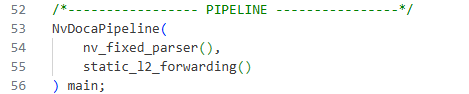 52 /*---------------- PIPELINE ---------------*/
53 NvDocaPipeline(
54     nv_fixed_parser(),
55     static_l2_forwarding()
56 ) main;